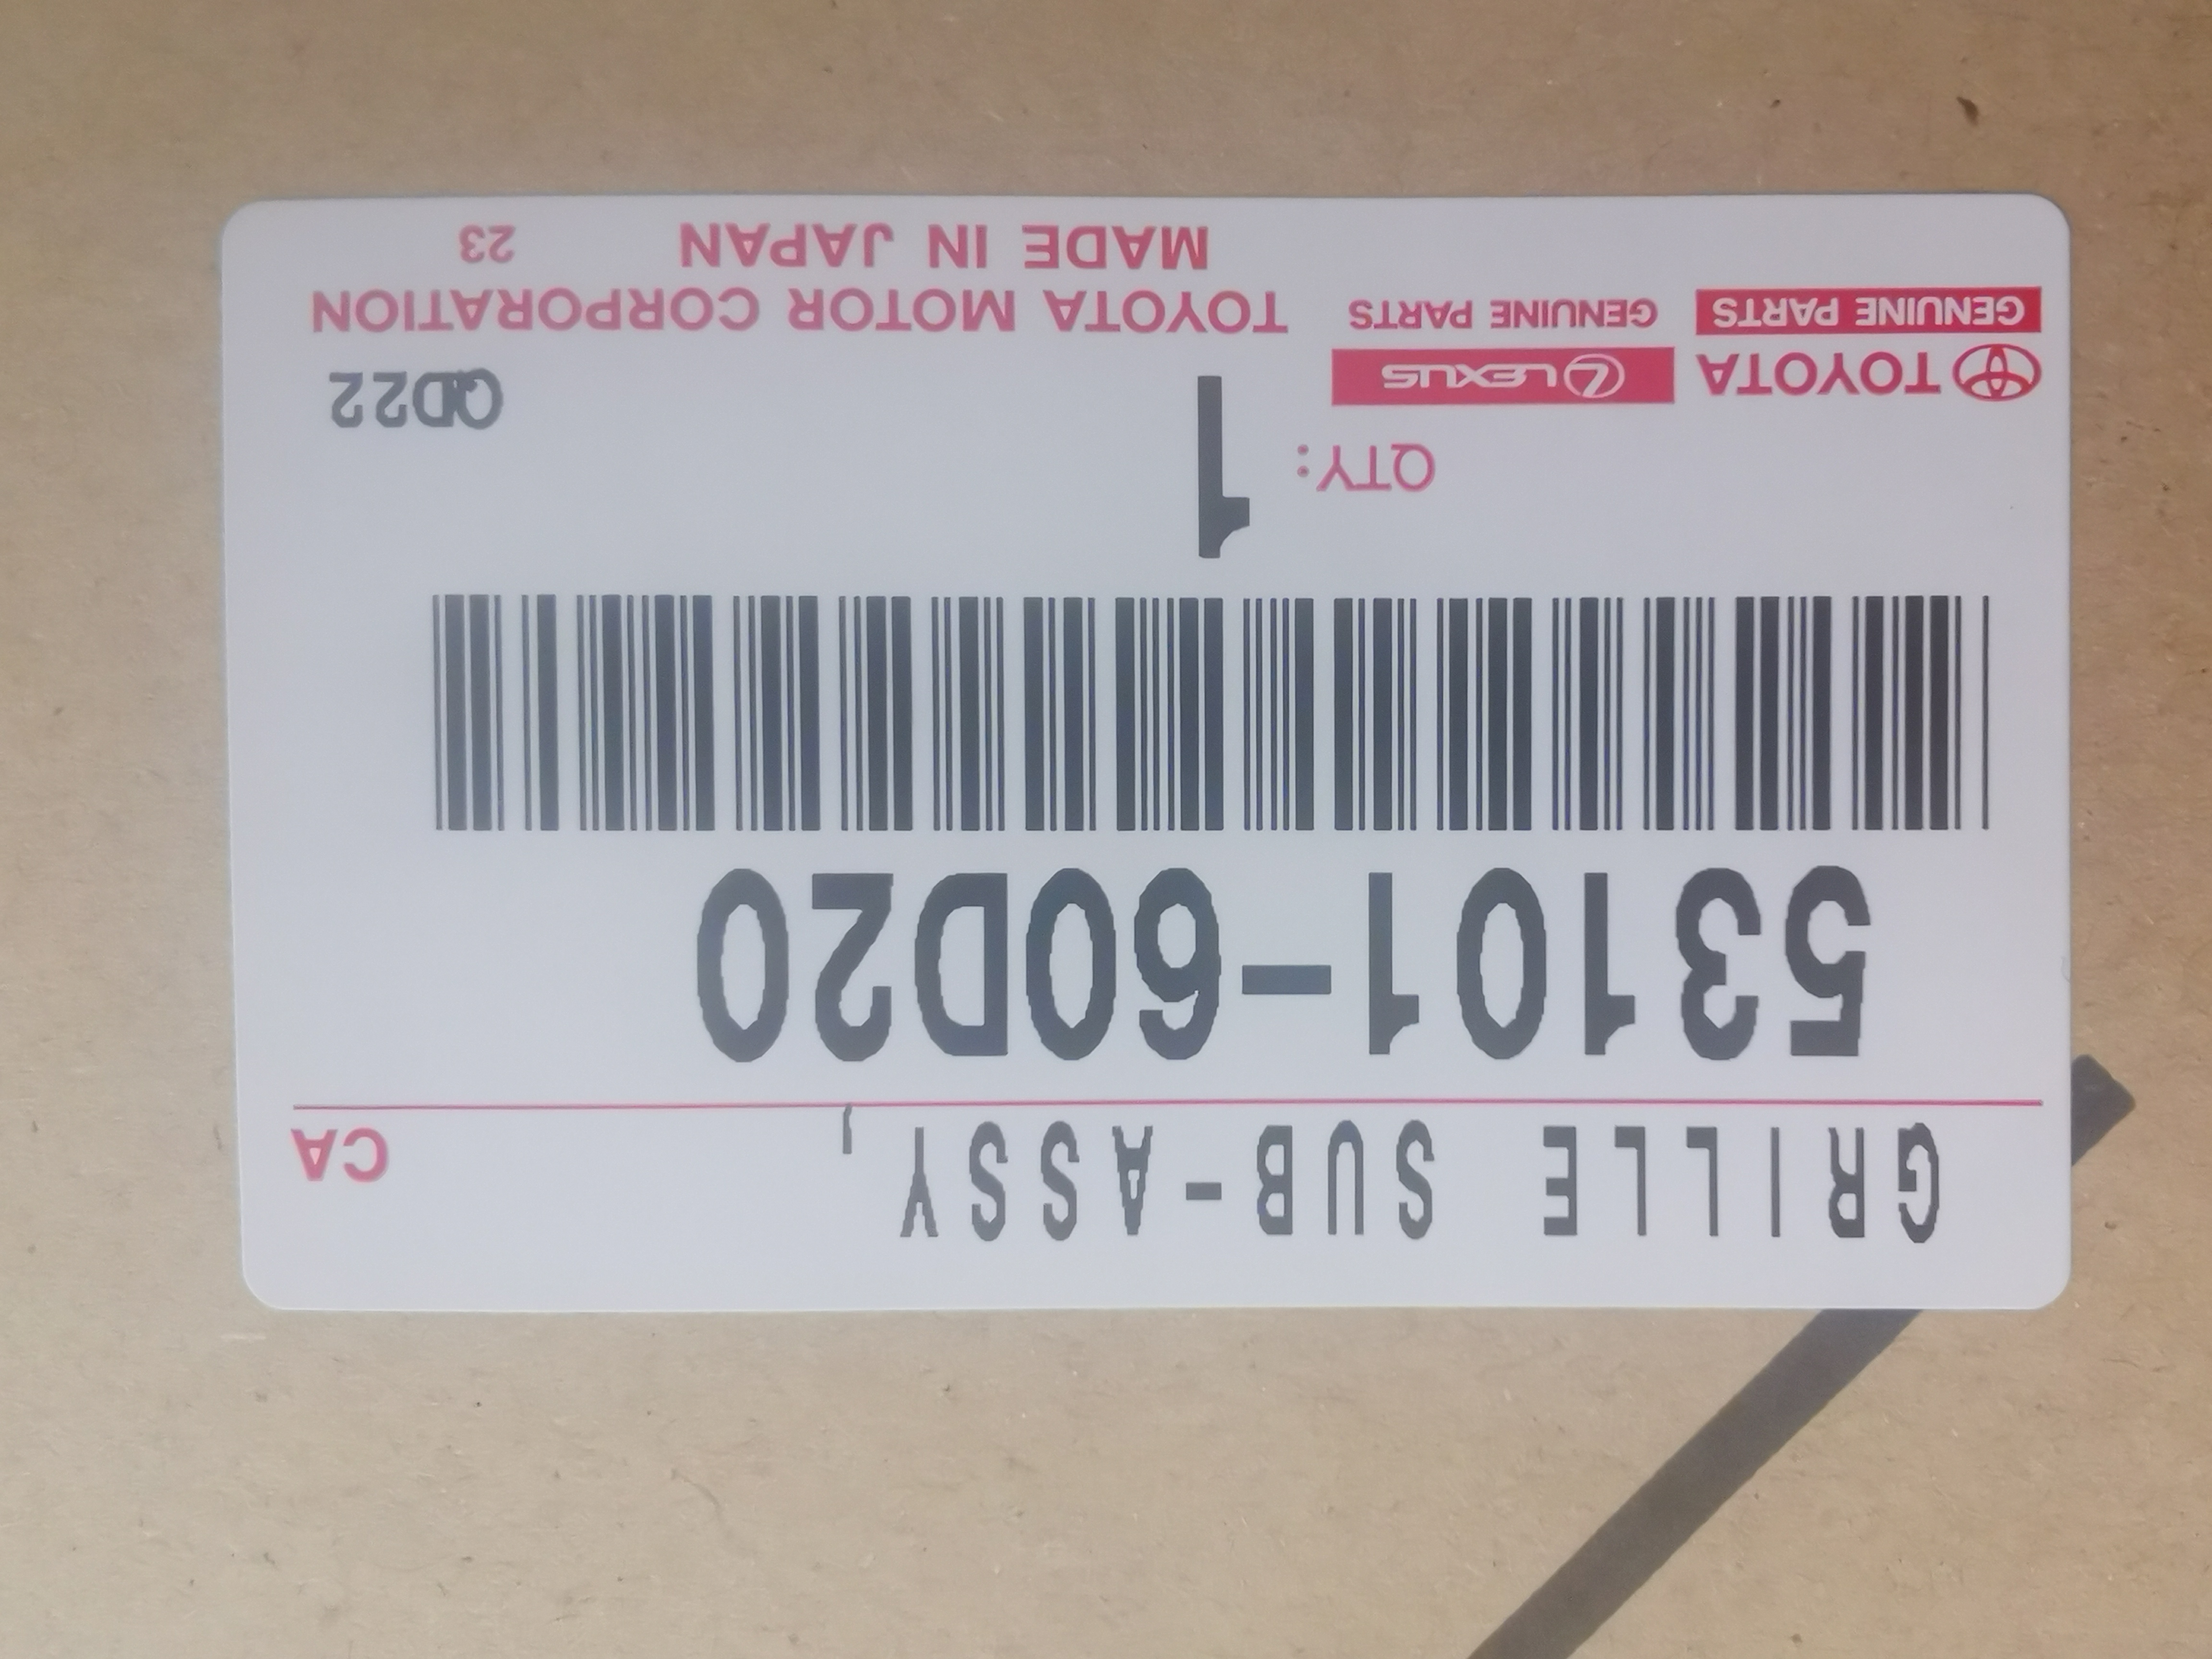 GRILLE SUB-ASSY,
CA
53101-60D20
QTY: 1
QD22
TOYOTA
GENUINE PARTS
LEXUS
GENUINE PARTS
TOYOTA MOTOR CORPORATION
MADE IN JAPAN 23